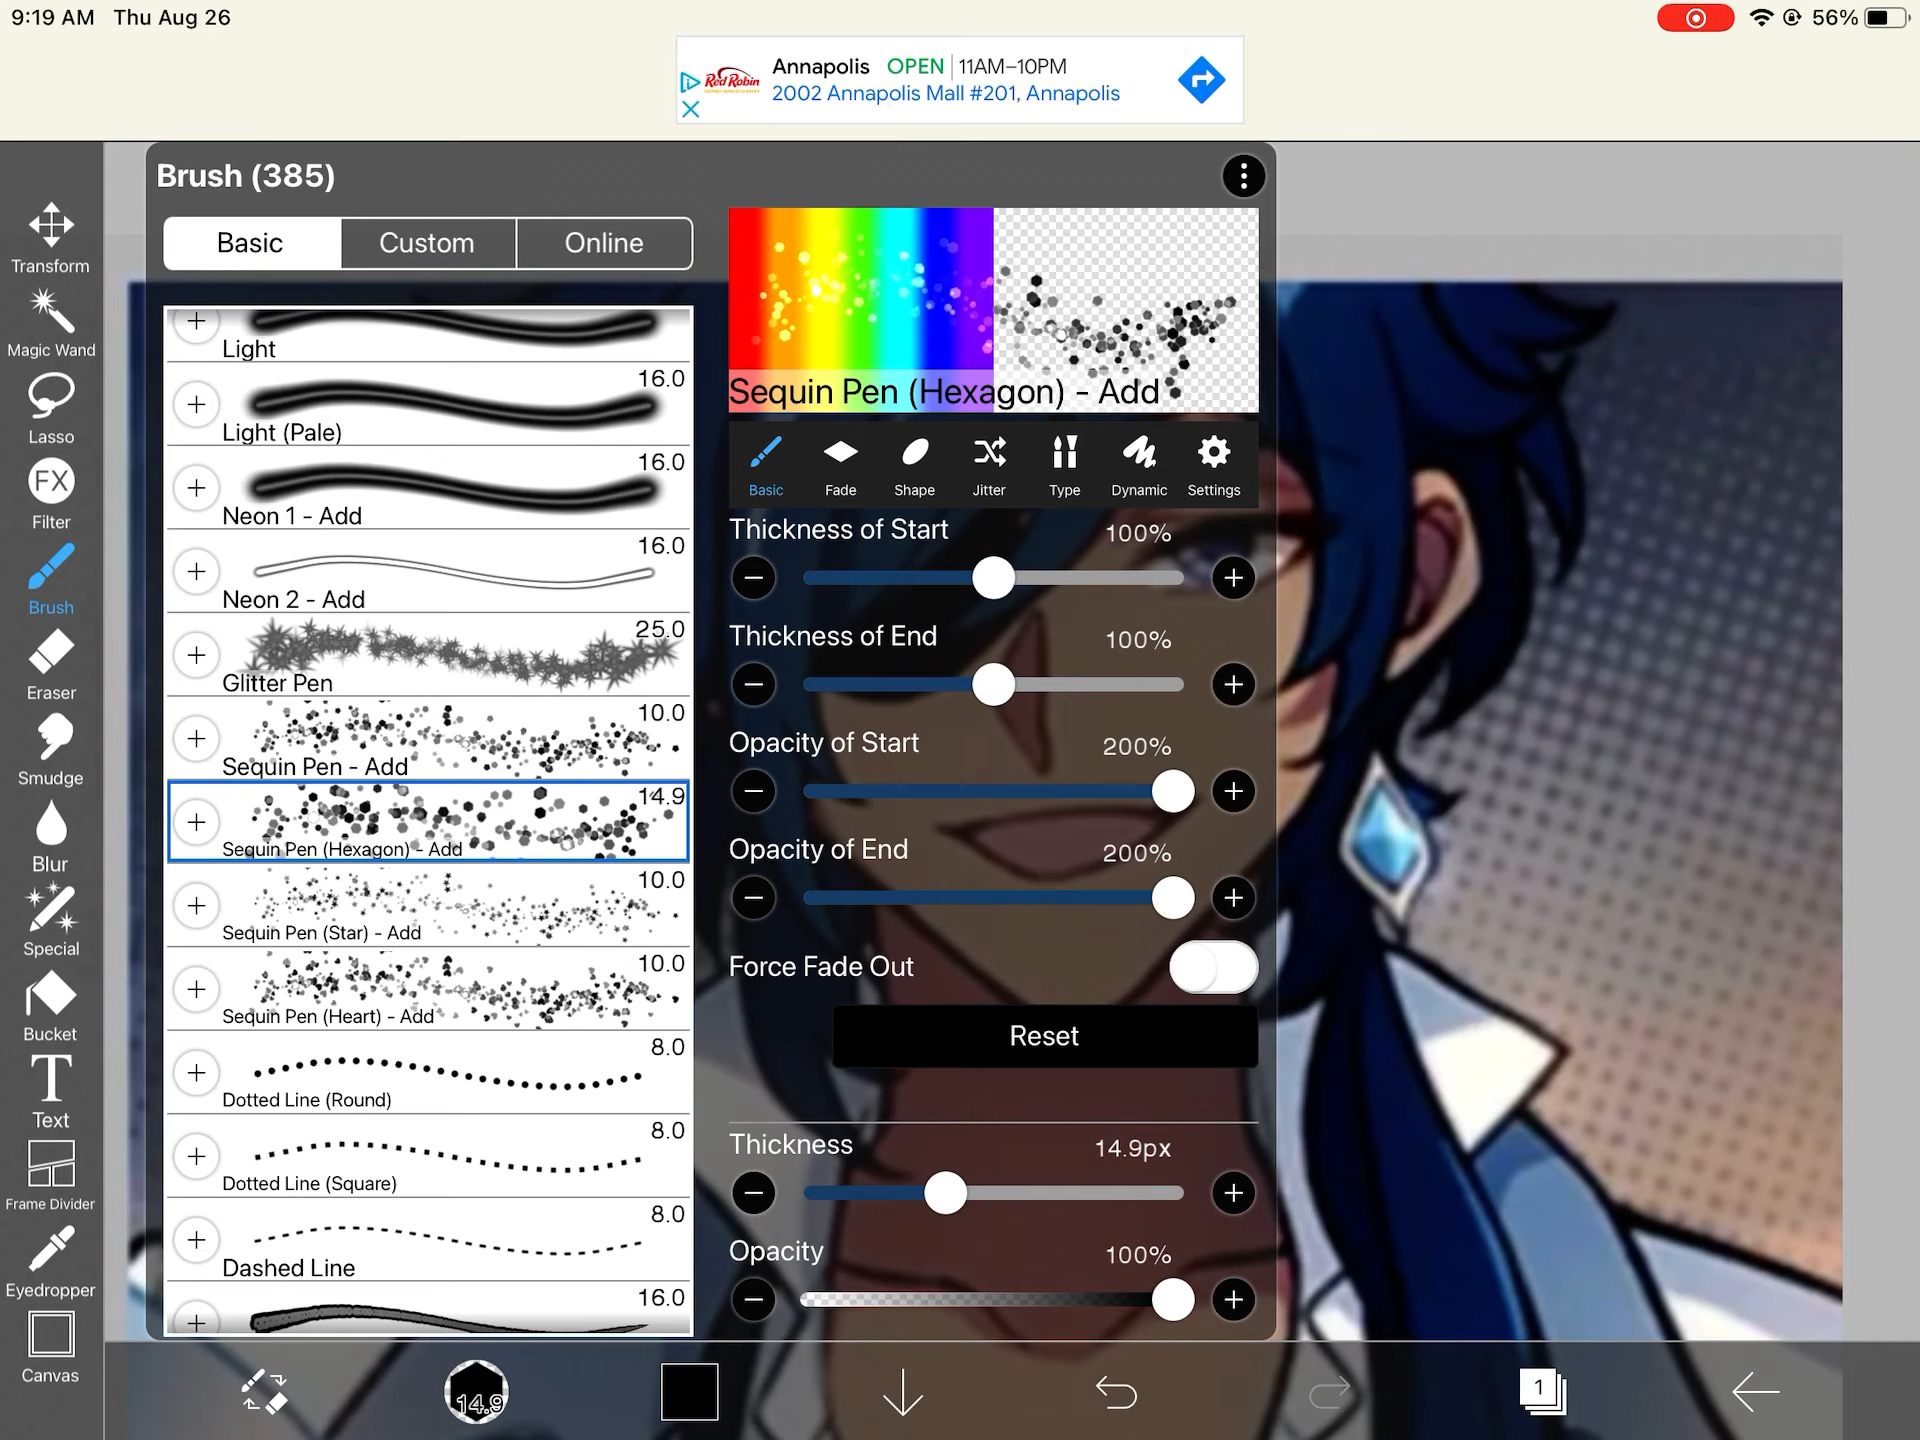 9:19 AM Thu Aug 26
56%
Red Robin
Annapolis OPEN 11AM–10PM
2002 Annapolis Mall #201, Annapolis
Brush (385)
Basic
Custom
Online
Transform
Magic Wand
Lasso
FX
Filter
Brush
Eraser
Smudge
Blur
Special
Bucket
T
Text
Frame Divider
Eyedropper
Canvas
Light
16.0
Light (Pale)
16.0
Neon 1 - Add
16.0
Neon 2 - Add
25.0
Glitter Pen
10.0
Sequin Pen - Add
14.9
Sequin Pen (Hexagon) - Add
10.0
Sequin Pen (Star) - Add
10.0
Sequin Pen (Heart) - Add
8.0
Dotted Line (Round)
8.0
Dotted Line (Square)
8.0
Dashed Line
16.0
Sequin Pen (Hexagon) - Add
Basic
Fade
Shape
Jitter
Type
Dynamic
Settings
Thickness of Start 100%
Thickness of End 100%
Opacity of Start 200%
Opacity of End 200%
Force Fade Out
Reset
Thickness 14.9px
Opacity 100%
14.9
1